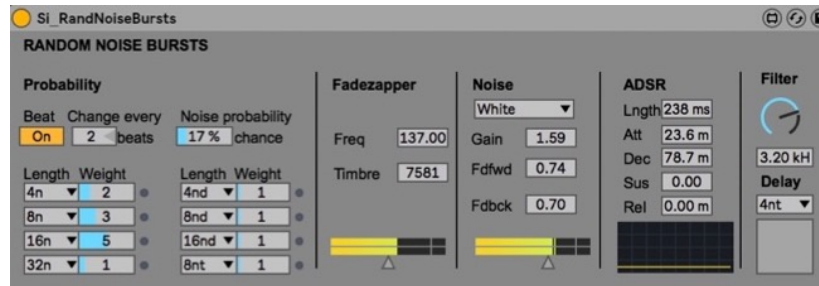 Si_RandNoiseBursts
RANDOM NOISE BURSTS
Probability
Beat Change every Noise probability
On 2 beats 17 % chance
Length Weight Length Weight
4n 2 4nd 1
8n 3 8nd 1
16n 5 16nd 1
32n 1 8nt 1
Fadezapper
Freq 137.00
Timbre 7581
Noise
White
Gain 1.59
Fdfwd 0.74
Fdbck 0.70
ADSR
Lngth 238 ms
Att 23.6 m
Dec 78.7 m
Sus 0.00
Rel 0.00 m
Filter
3.20 kH
Delay
4nt